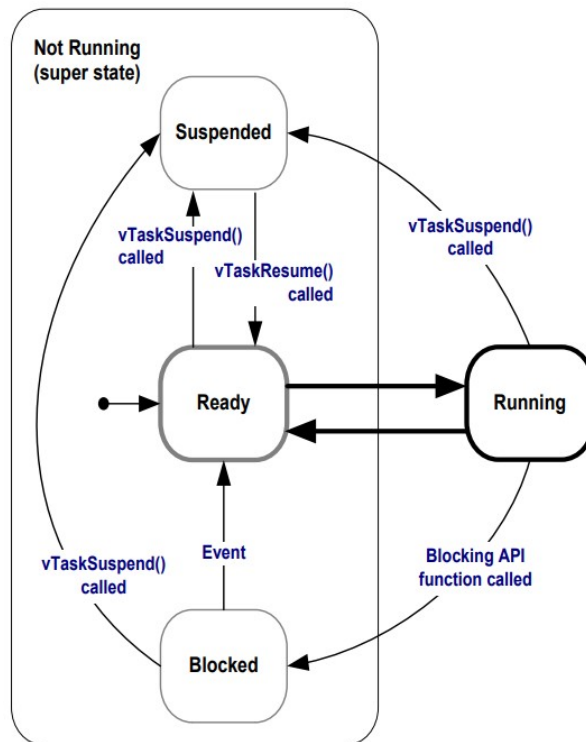 Not Running
(super state)
Suspended
vTaskSuspend()
called
vTaskResume()
called
vTaskSuspend()
called
Ready
Running
vTaskSuspend()
called
Event
Blocking API
function called
Blocked